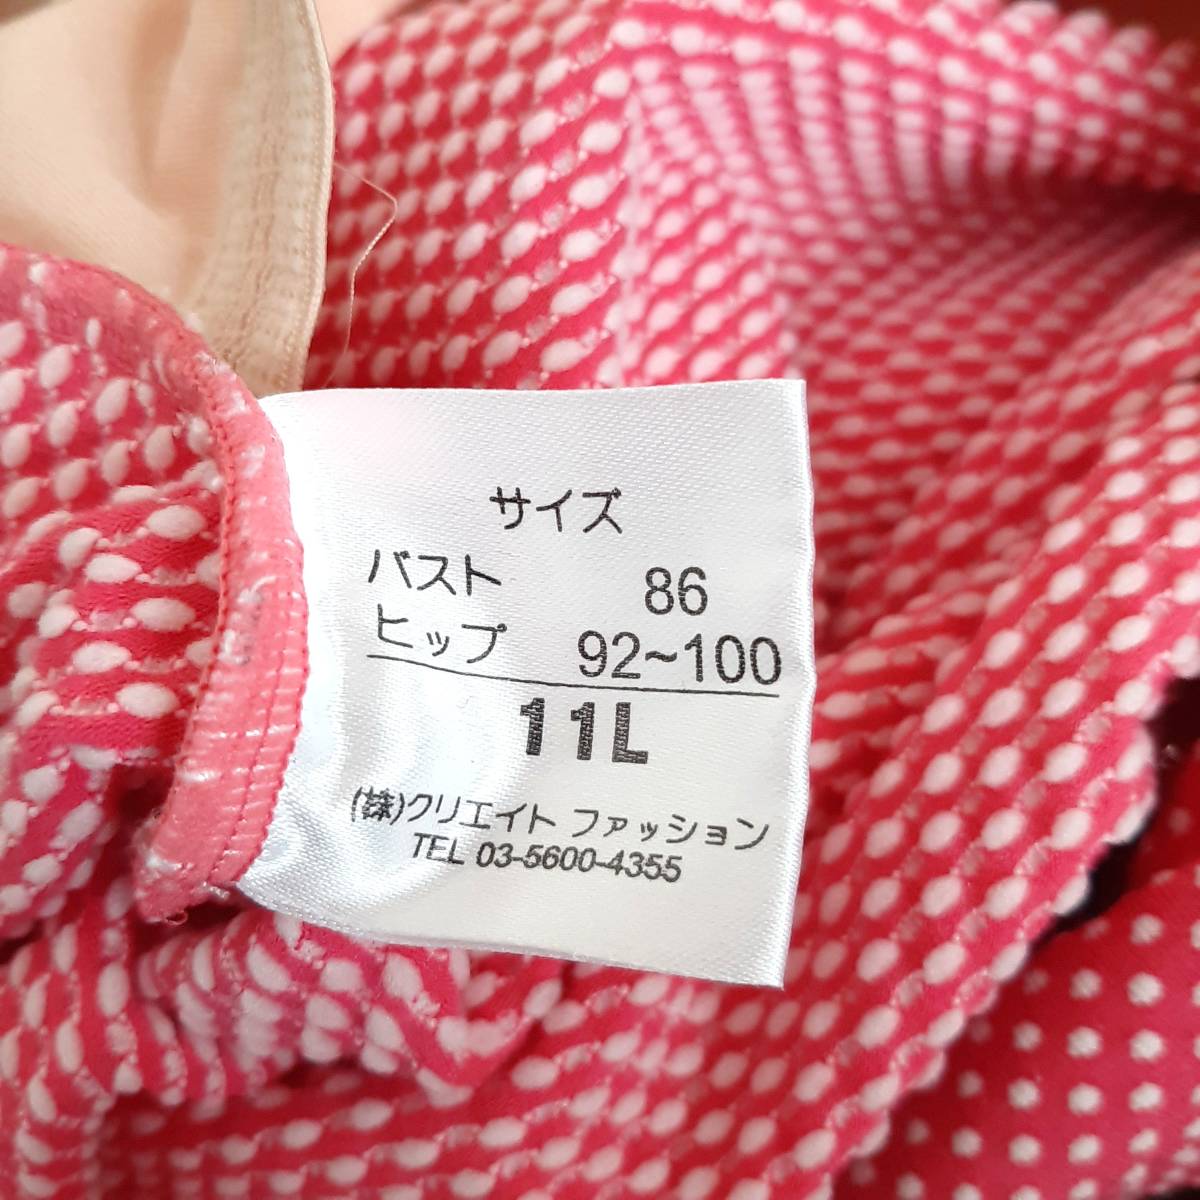 サイズ
バスト 86
ヒップ 92~100
11L
(株)クリエイト ファッション
TEL 03-5600-4355